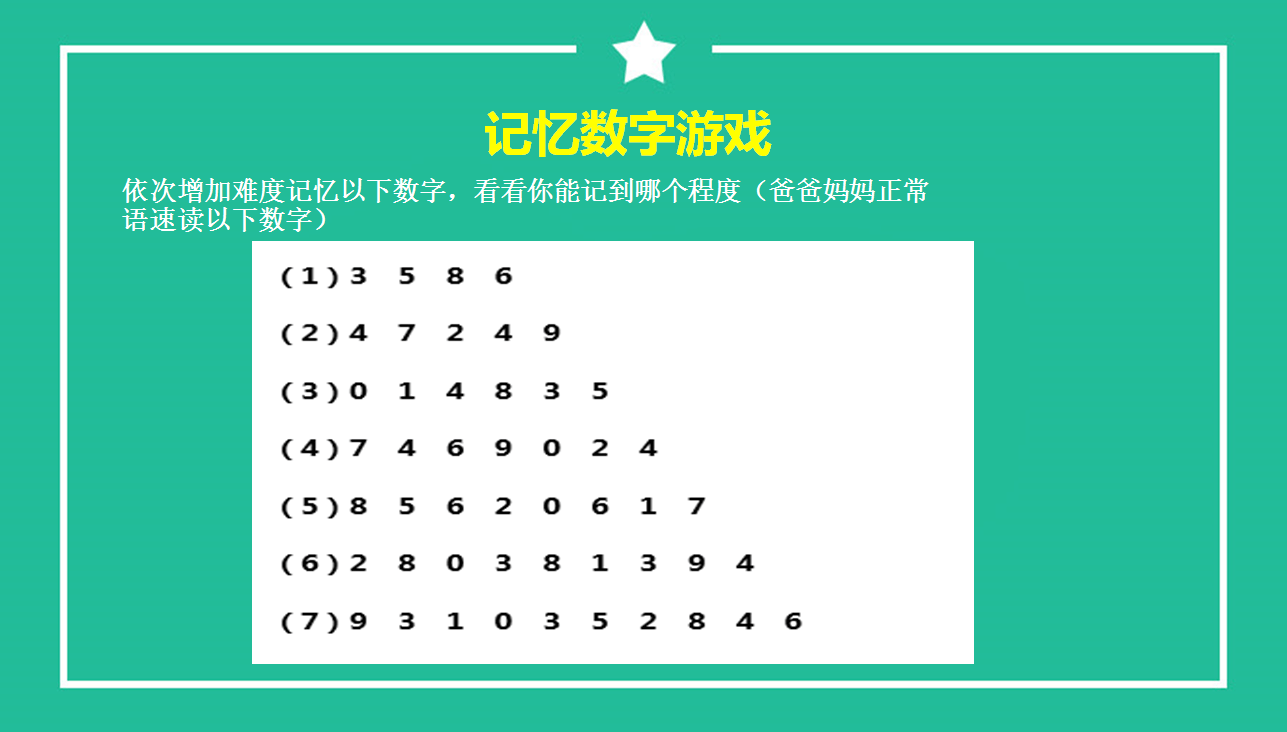 记忆数字游戏
依次增加难度记忆以下数字，看看你能记到哪个程度（爸爸妈妈正常
语速读以下数字）
(1)3 5 8 6
(2)4 7 2 4 9
(3)0 1 4 8 3 5
(4)7 4 6 9 0 2 4
(5)8 5 6 2 0 6 1 7
(6)2 8 0 3 8 1 3 9 4
(7)9 3 1 0 3 5 2 8 4 6